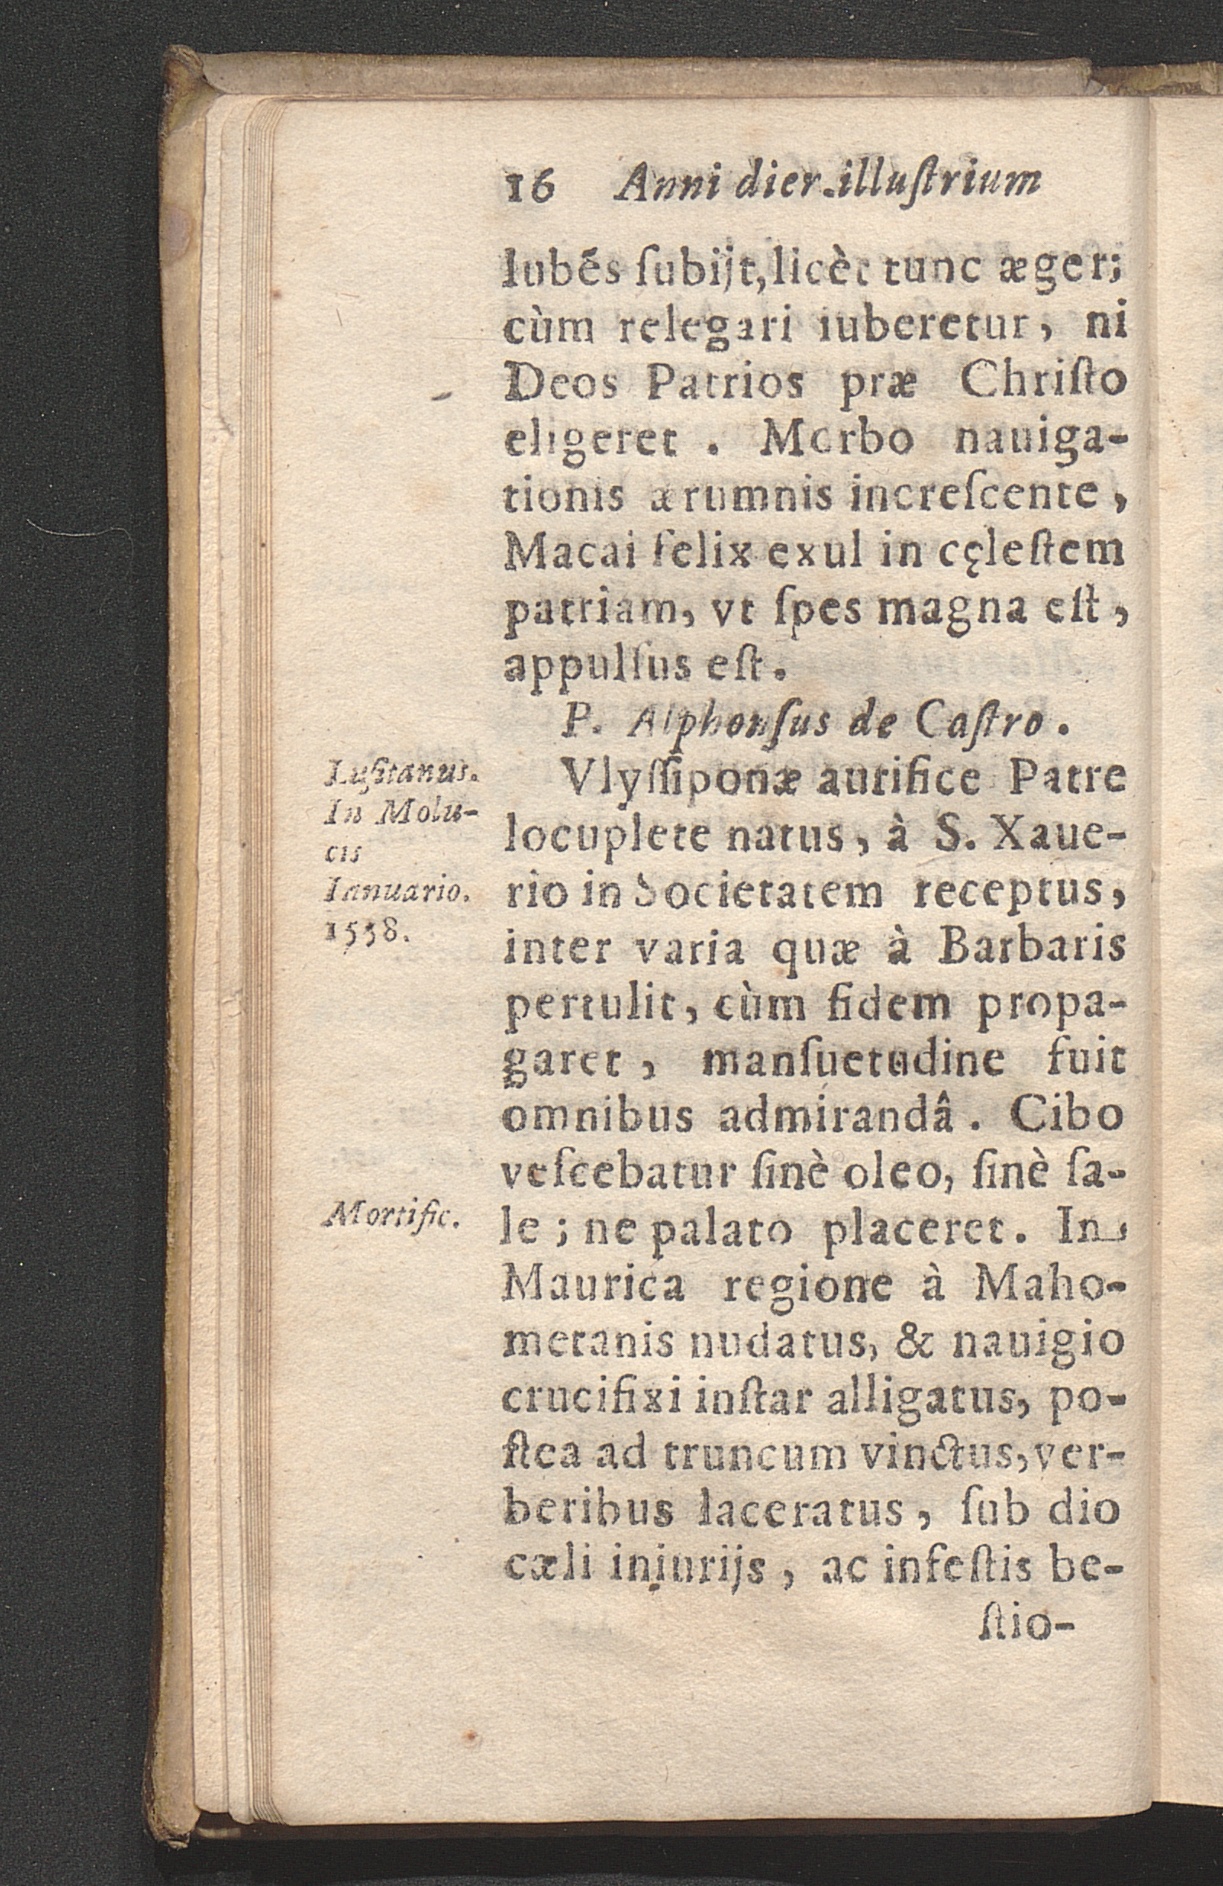 16 Anni dier. illuſtrium
lubẽs ſubijt, licèt tunc æger;
cùm relegari iuberetur, ni
Deos Patrios præ Chriſto
eligeret. Morbo nauiga-
tionis ærumnis increſcente,
Macai felix exul in cęleſtem
patriam, vt ſpes magna eſt,
appulſus eſt.
P. Alphonſus de Caſtro.
Luſitanus.
In Molu-
cis
Ianuario.
1558.
Vlyſſiponæ aurifice Patre
locuplete natus, à S. Xaue-
rio in Societatem receptus,
inter varia quæ à Barbaris
pertulit, cùm fidem propa-
garet, manſuetudine fuit
omnibus admirandâ. Cibo
veſcebatur ſinè oleo, ſinè ſa-
Mortific.
le; ne palato placeret. In
Maurica regione à Maho-
metanis nudatus, & nauigio
crucifixi inſtar alligatus, po-
ſtea ad truncum vinctus, ver-
beribus laceratus, ſub dio
cæli iniurijs, ac infeſtis be-
ſtio-